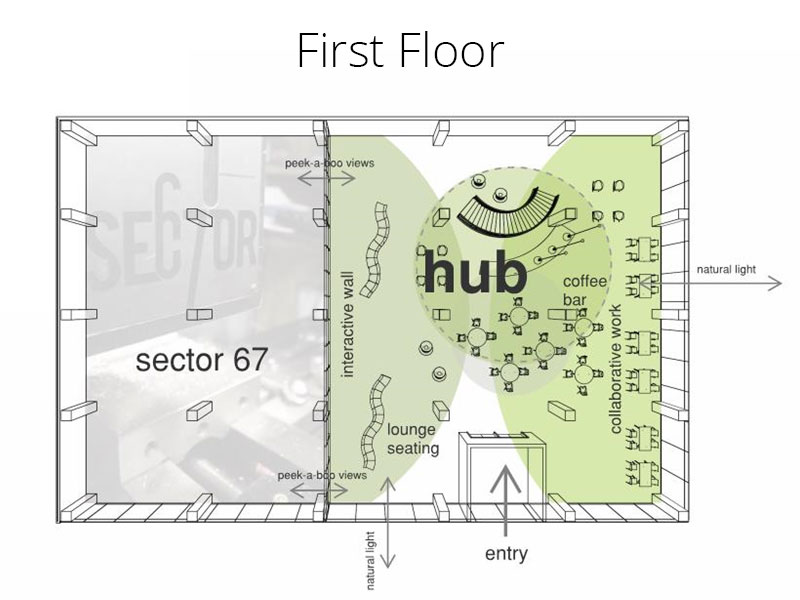 First Floor
peek-a-boo views
SECTOR
hub
natural light
coffee
bar
interactive wall
sector 67
collaborative work
lounge
seating
peek-a-boo views
natural light
entry